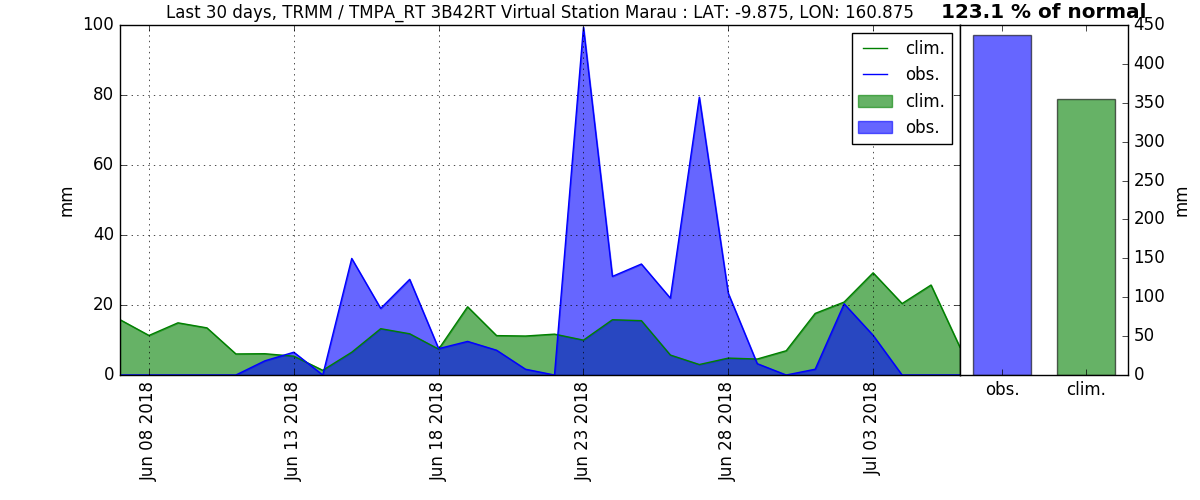 Last 30 days, TRMM / TMPA_RT 3B42RT Virtual Station Marau : LAT: -9.875, LON: 160.875
123.1 % of normal
100
80
60
40
20
0
mm
clim.
obs.
clim.
obs.
450
400
350
300
250
200
150
100
50
0
mm
Jun 08 2018
Jun 13 2018
Jun 18 2018
Jun 23 2018
Jun 28 2018
Jul 03 2018
obs.
clim.